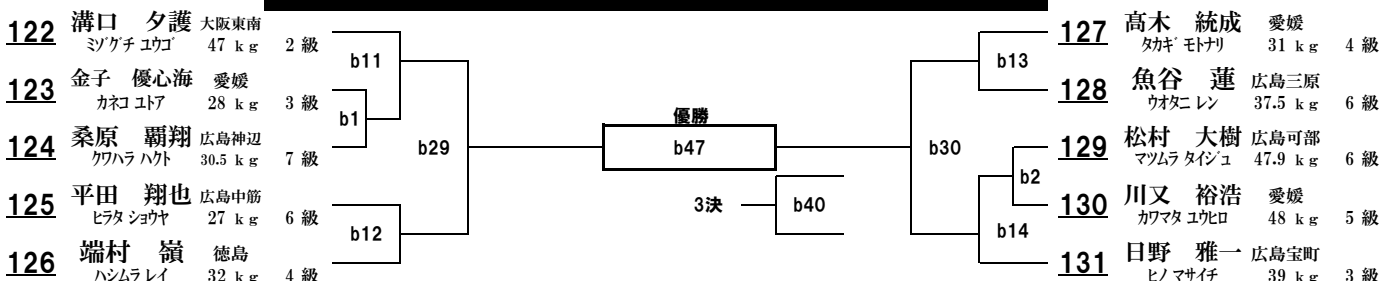 122 溝口 夕護 大阪東南
ミゾグチ ユウゴ 47 kg 2 級
123 金子 優心海 愛媛
カネコ ユトア 28 kg 3 級
124 桑原 覇翔 広島神辺
クワハラ ハクト 30.5 kg 7 級
125 平田 翔也 広島中筋
ヒラタ ショウヤ 27 kg 6 級
126 端村 嶺 徳島
ハシムラ レイ 32 kg 4 級
b11
b1
b29
b12
優勝
b47
3決
b40
b13
b30
b2
b14
127 髙木 統成 愛媛
タカギ モトナリ 31 kg 4 級
128 魚谷 蓮 広島三原
ウオタニ レン 37.5 kg 6 級
129 松村 大樹 広島可部
マツムラ タイジュ 47.9 kg 6 級
130 川又 裕浩 愛媛
カワマタ ユウヒロ 48 kg 5 級
131 日野 雅一 広島宝町
ヒノ マサイチ 39 kg 3 級